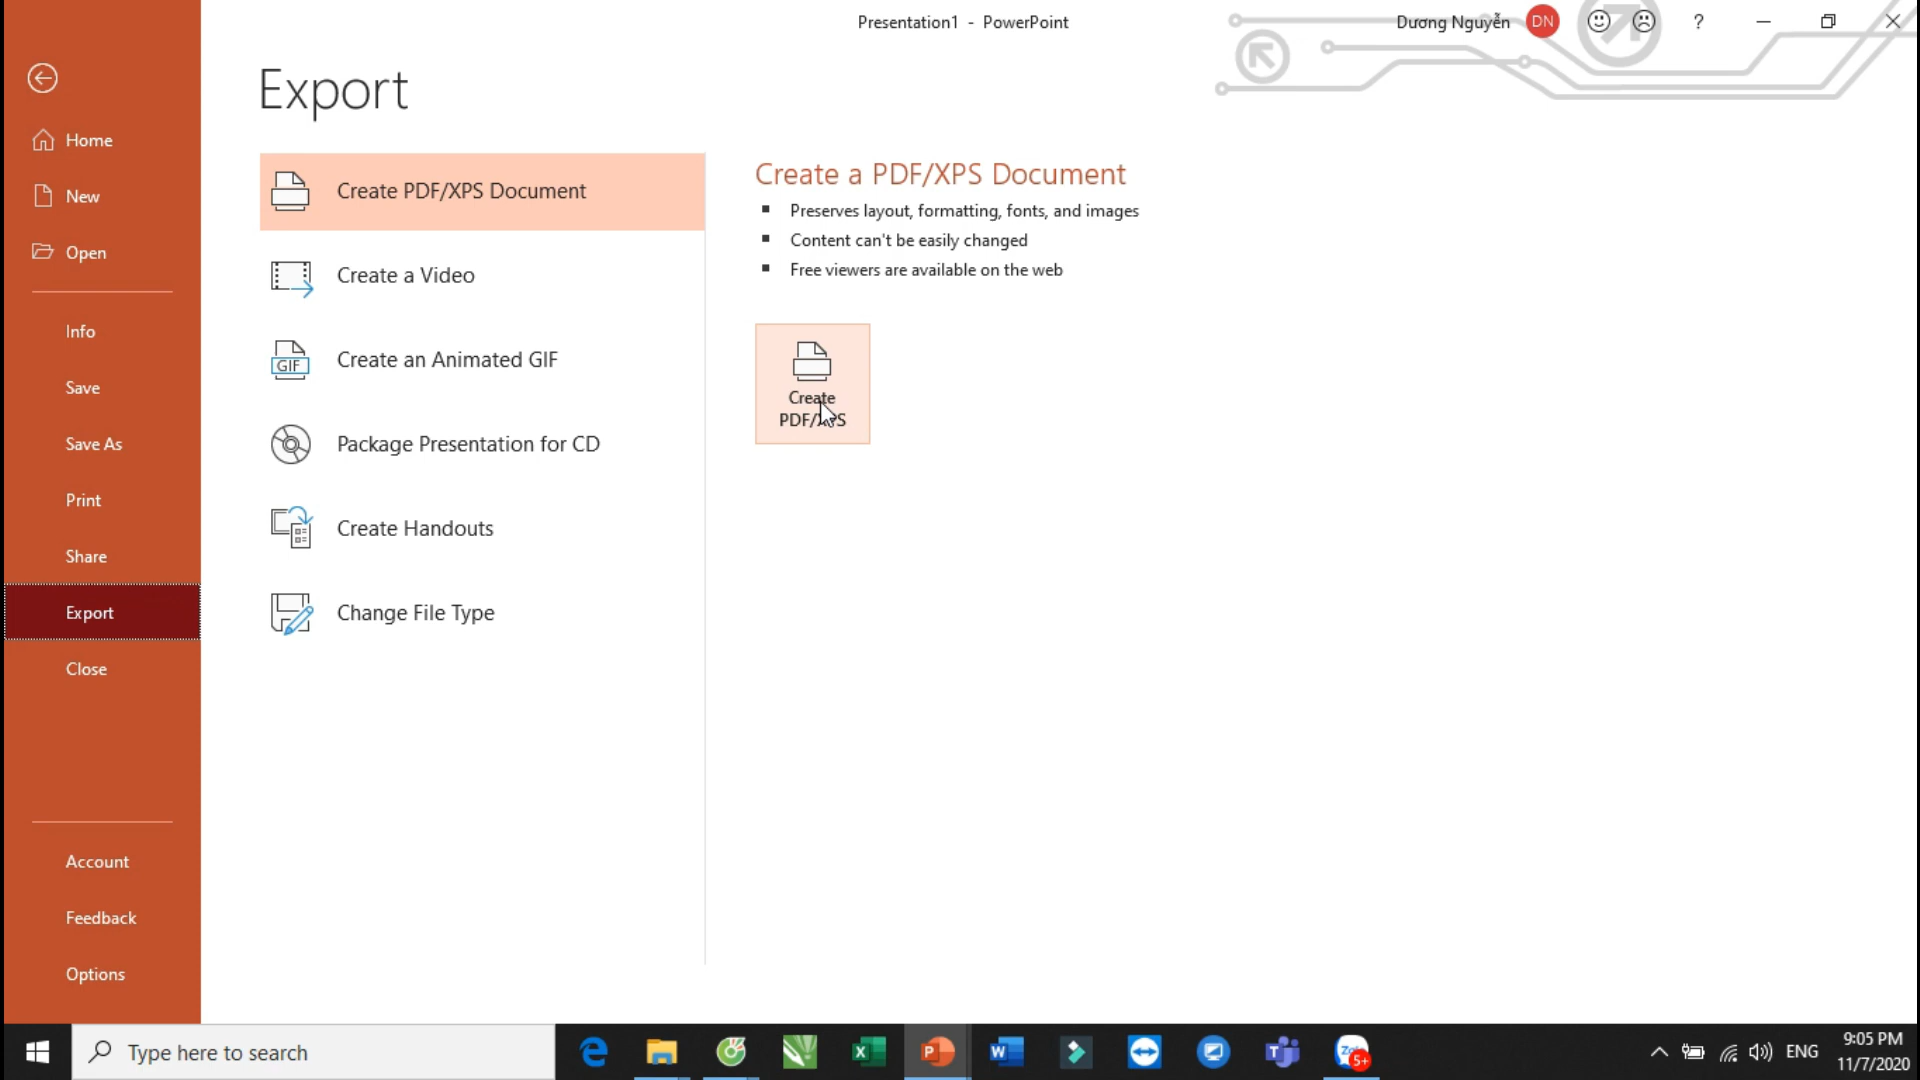 Presentation1 - PowerPoint
Dương Nguyễn
DN
?
Export
Home
New
Open
Info
Save
Save As
Print
Share
Export
Close
Account
Feedback
Options
Create PDF/XPS Document
Create a Video
GIF
Create an Animated GIF
Package Presentation for CD
Create Handouts
Change File Type
Create a PDF/XPS Document
Preserves layout, formatting, fonts, and images
Content can't be easily changed
Free viewers are available on the web
Create
PDF/XPS
Type here to search
5+
ENG
9:05 PM
11/7/2020